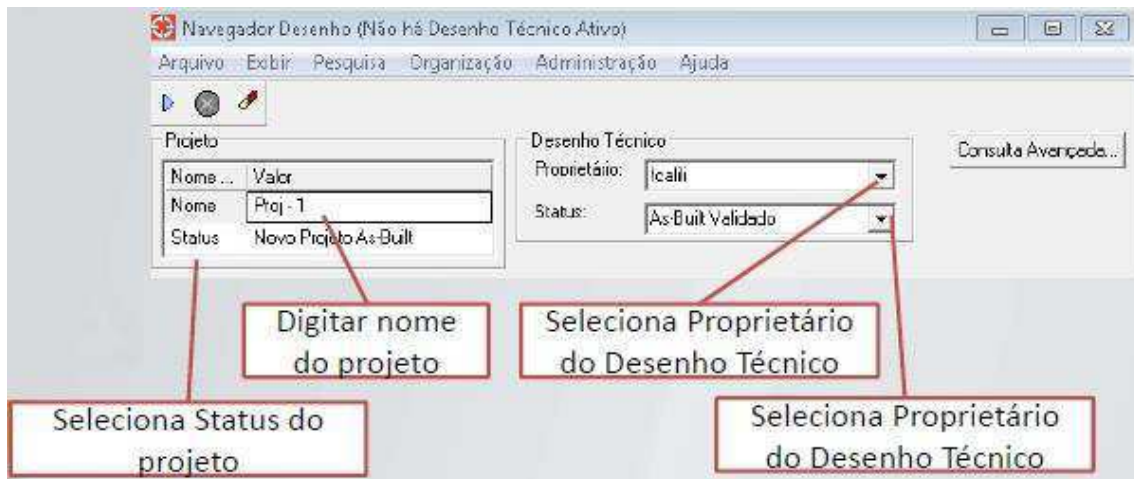 Navegador Desenho (Não há Desenho Técnico Ativo)
Arquivo Exibir Pesquisa Organização Administração Ajuda
Projeto
Nome ... Valor
Nome Proj - 1
Status Novo Projeto As-Built
Desenho Técnico
Proprietário:
Status: As-Built Validado
Consulta Avançada...
Digitar nome
do projeto
Seleciona Proprietário
do Desenho Técnico
Seleciona Status do
projeto
Seleciona Proprietário
do Desenho Técnico